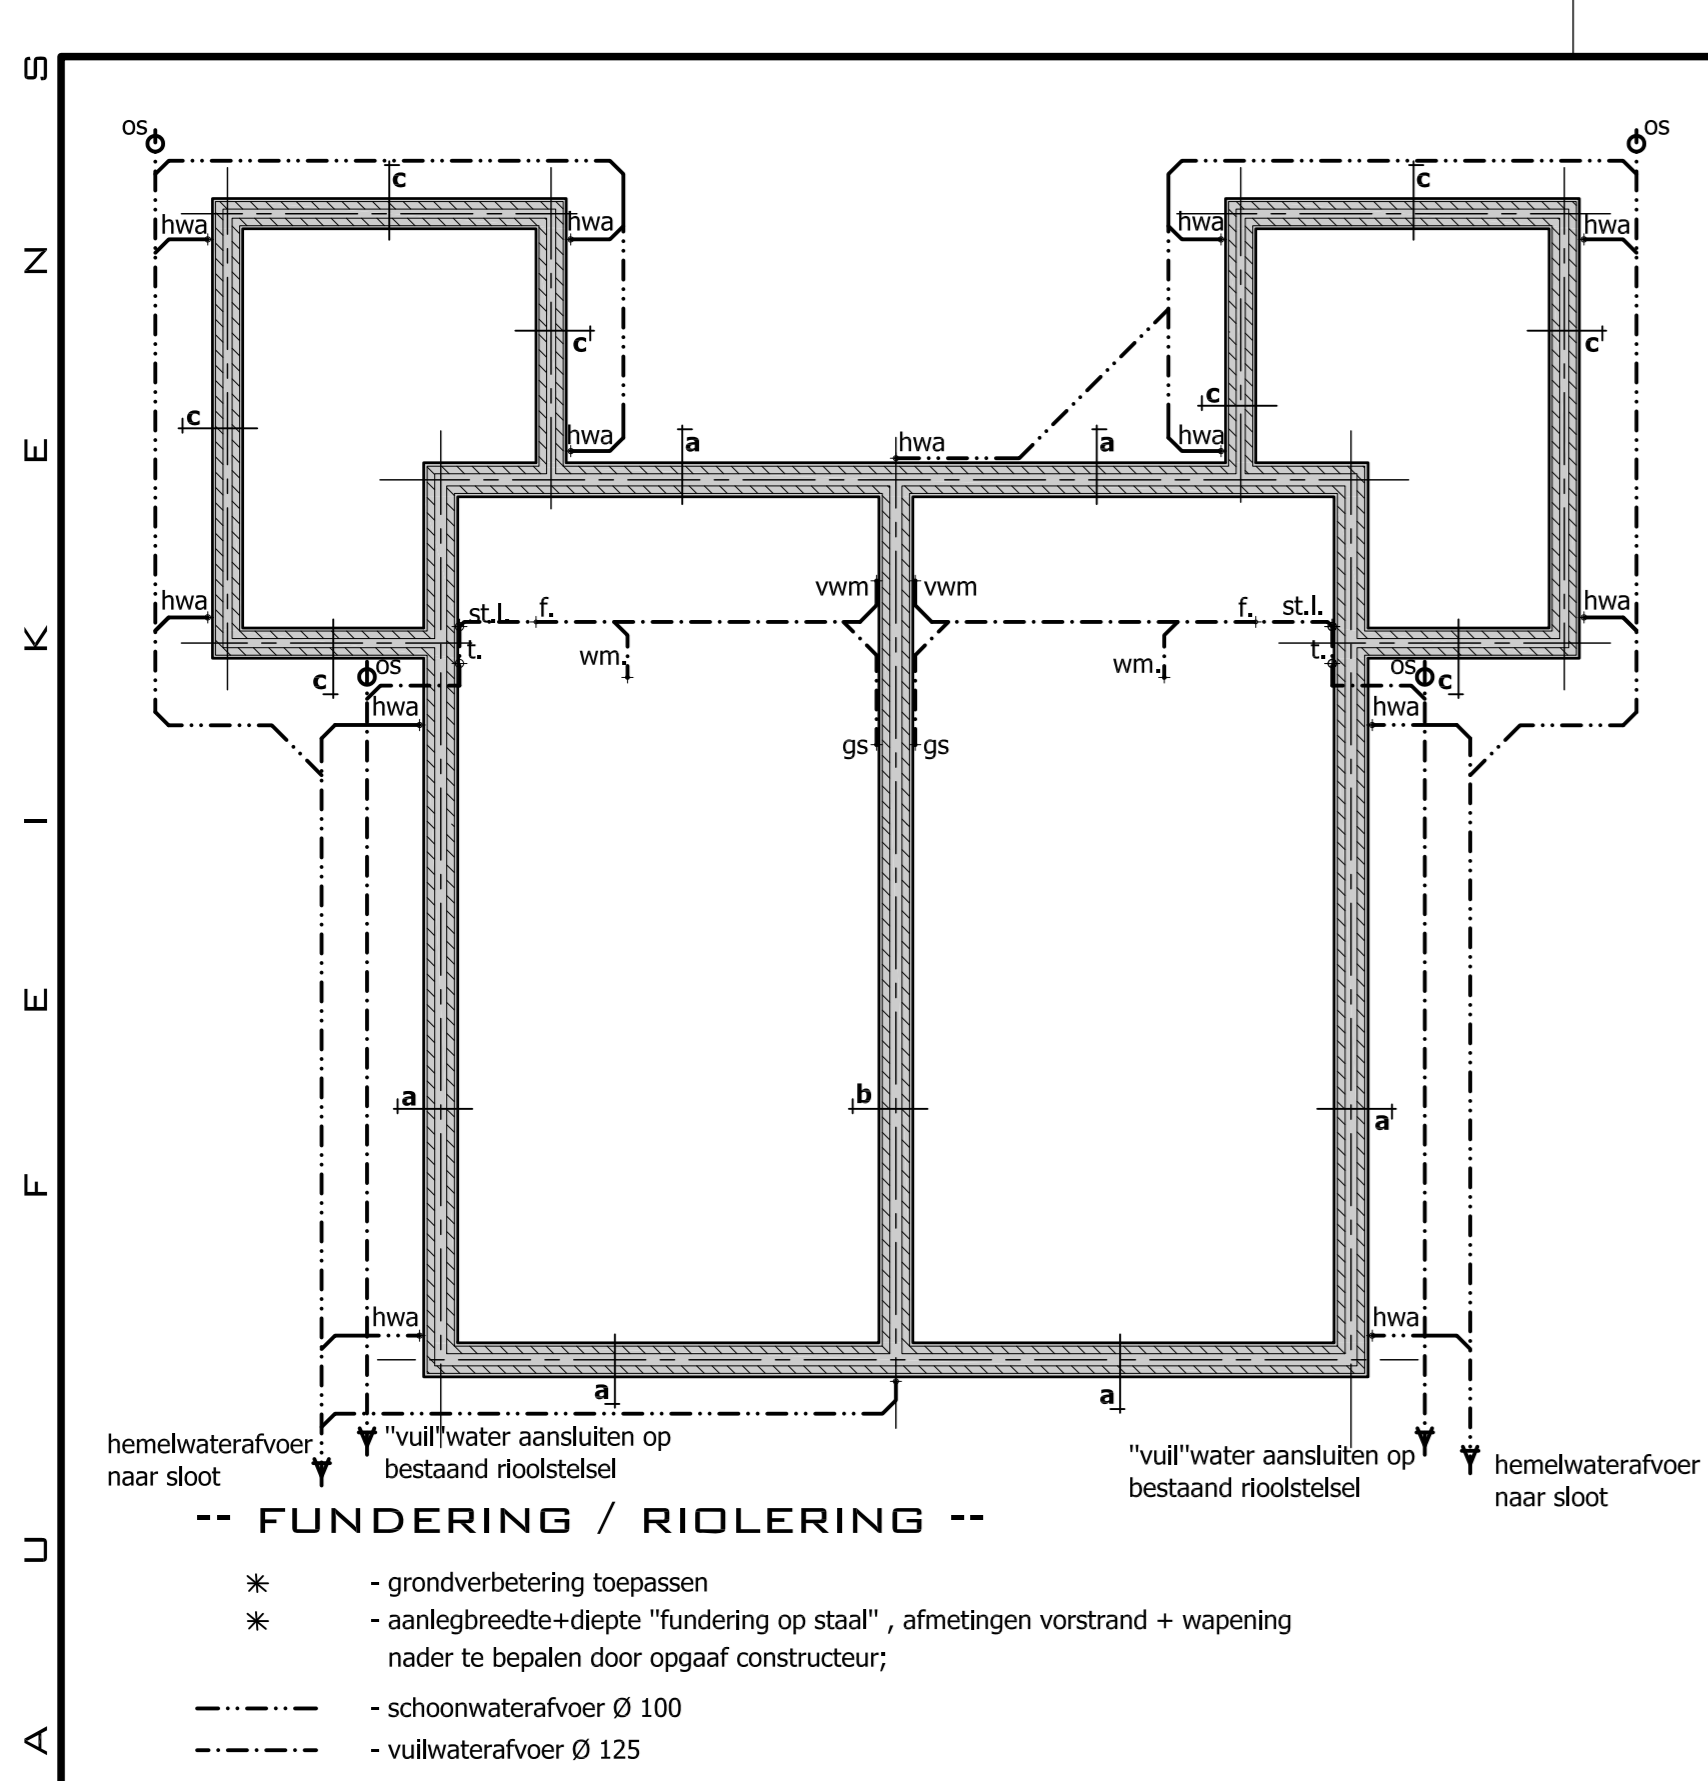 S N E K I E F U A
os
os
c
c
hwa
hwa
hwa
hwa
c
c
c
c
hwa
a
hwa
a
hwa
vwm
vwm
st.l.
f.
f.
st.l.
hwa
hwa
t.
wm.
wm.
t.
os
os
c
c
hwa
hwa
gs
gs
a
b
a
hwa
hwa
a
a
hemelwaterafvoer
naar sloot
"vuil"water aansluiten op
bestaand rioolstelsel
"vuil"water aansluiten op
bestaand rioolstelsel
hemelwaterafvoer
naar sloot
-- FUNDERING / RIOLERING --
- grondverbetering toepassen
- aanlegbreedte+diepte "fundering op staal" , afmetingen vorstrand + wapening
nader te bepalen door opgaaf constructeur;
- schoonwaterafvoer Ø 100
- vuilwaterafvoer Ø 125